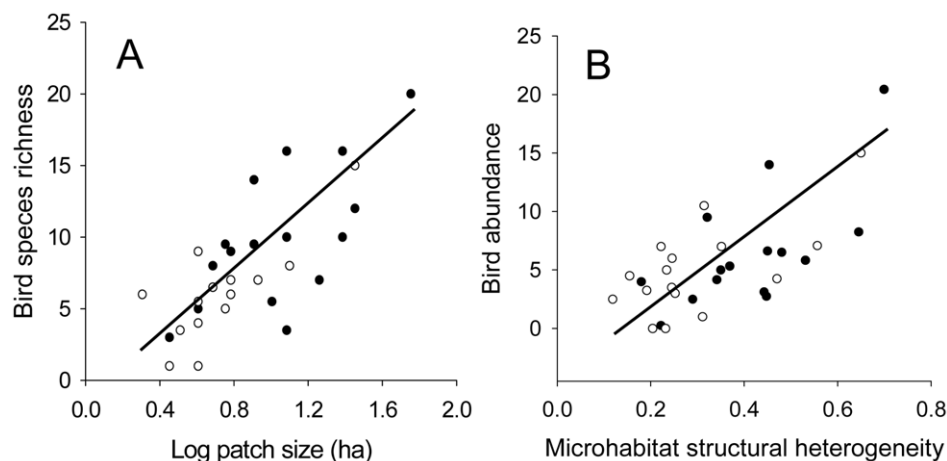 A
Bird speces richness
25
20
15
10
5
0
0.0 0.4 0.8 1.2 1.6 2.0
Log patch size (ha)
B
Bird abundance
25
20
15
10
5
0
0.0 0.2 0.4 0.6 0.8
Microhabitat structural heterogeneity